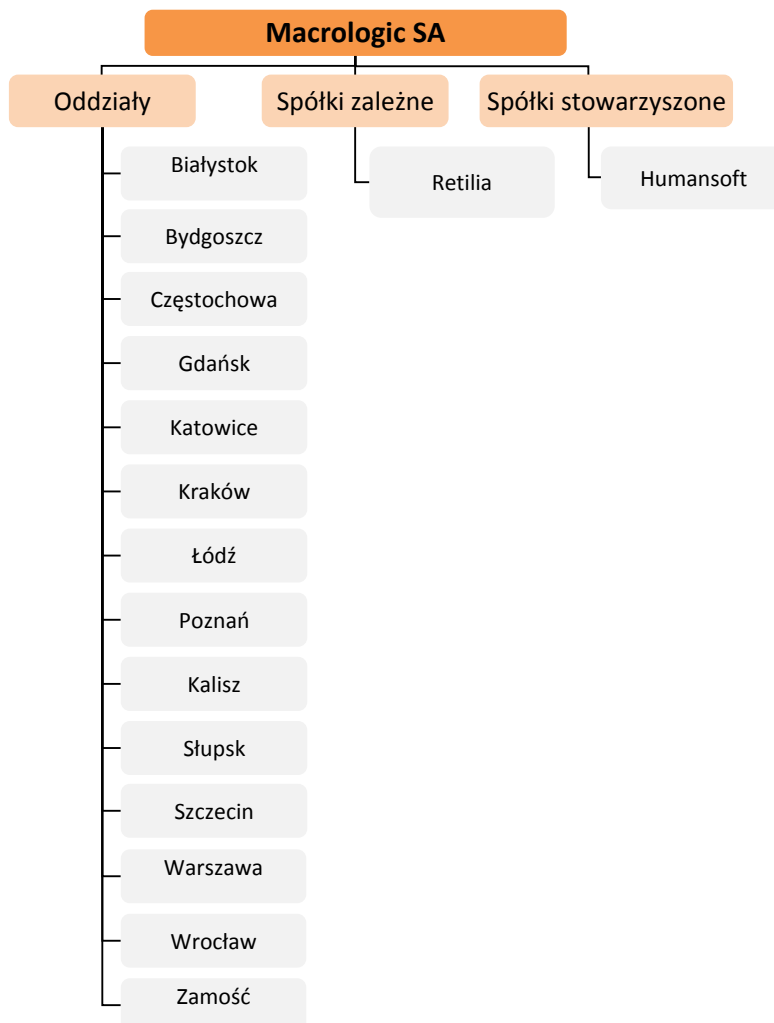 Macrologic SA
Oddziały
Spółki zależne
Spółki stowarzyszone
Białystok
Bydgoszcz
Częstochowa
Gdańsk
Katowice
Kraków
Łódź
Poznań
Kalisz
Słupsk
Szczecin
Warszawa
Wrocław
Zamość
Retilia
Humansoft